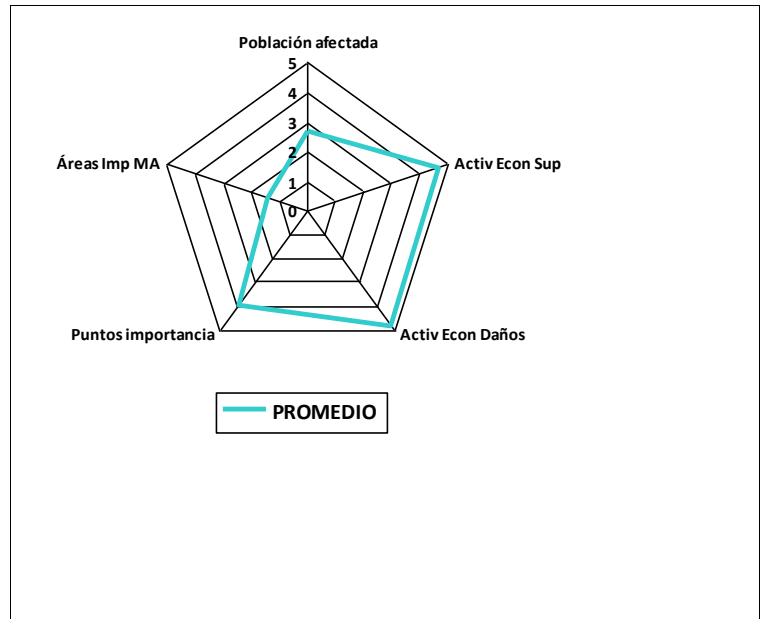 Población afectada
5
4
3
2
1
0
Áreas Imp MA
Activ Econ Sup
Puntos importancia
Activ Econ Daños
PROMEDIO